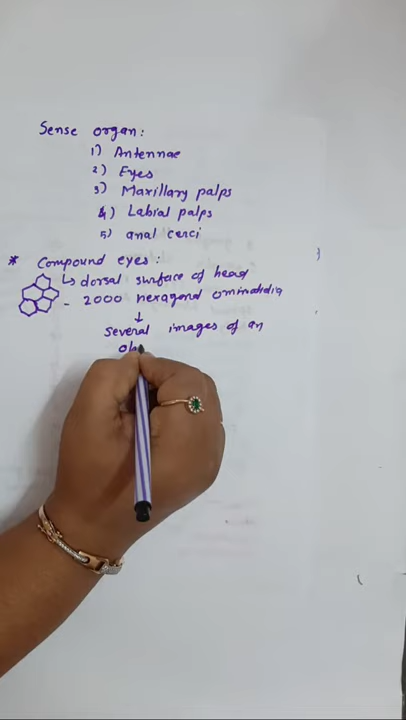 Sense organ:
1) Antennae
2) Eyes
3) Maxillary palps
4) Labial palps
5) anal cerci
* Compound eyes:
↳ dorsal surface of head
- 2000 hexagonal ommatidia
↓
several images of an
ob